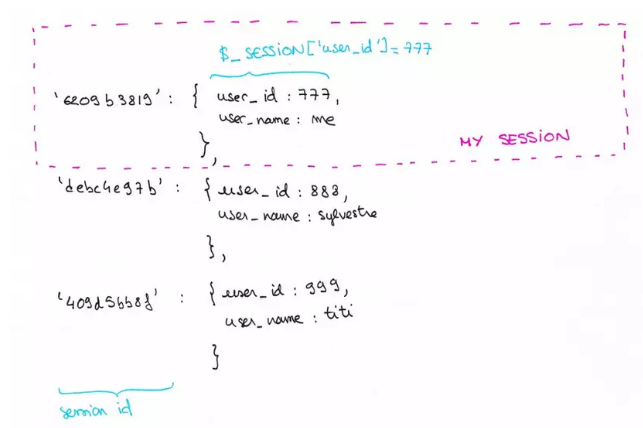 $_SESSION['user_id']=777
'6209b3819' : { user_id : 777,
user_name : me
},
MY SESSION
'debc4e97b' : { user_id : 888,
user_name : sylvestre
},
'409d5bb8f' : { user_id : 999,
user_name : titi
}
session id